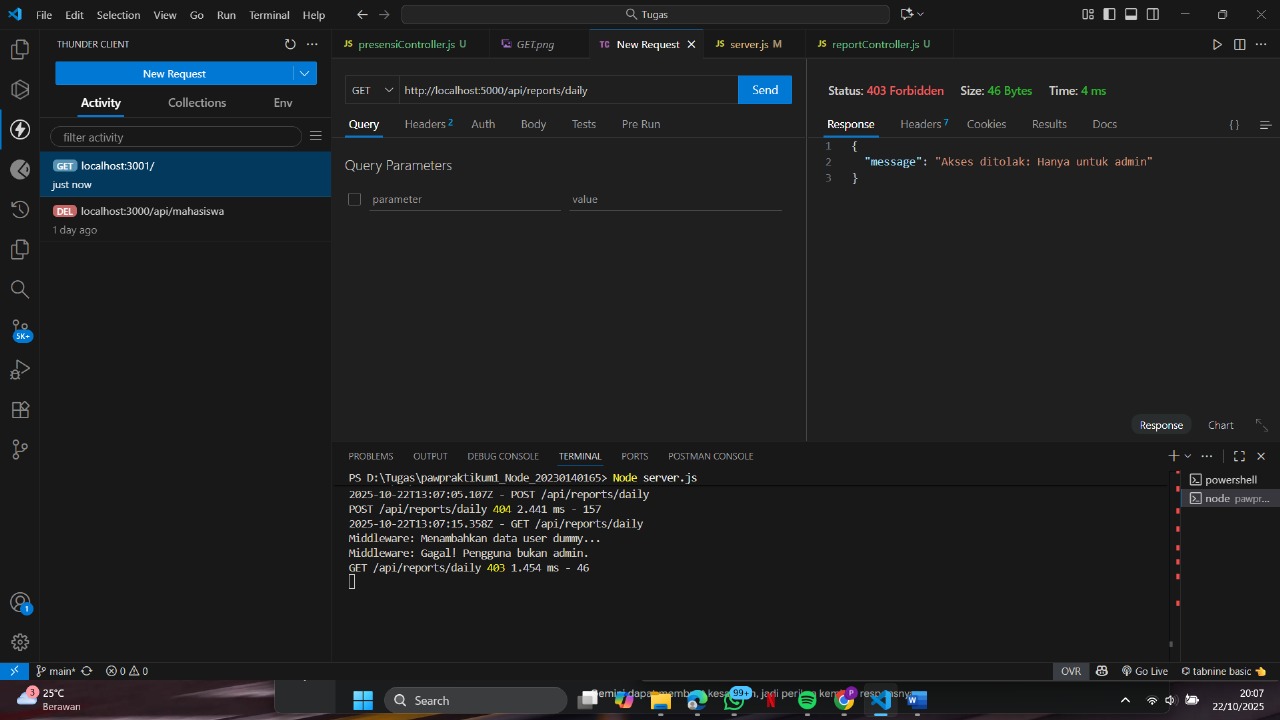 File Edit Selection View Go Run Terminal Help
Tugas
THUNDER CLIENT
New Request
Activity Collections Env
filter activity
GET localhost:3001/
just now
DEL localhost:3000/api/mahasiswa
1 day ago
5K+
1
JS presensiController.js U
GET.png
TC New Request
JS server.js M
JS reportController.js U
GET http://localhost:5000/api/reports/daily Send
Query Headers 2 Auth Body Tests Pre Run
Query Parameters
parameter value
Status: 403 Forbidden Size: 46 Bytes Time: 4 ms
Response Headers 7 Cookies Results Docs { }
1 {
2 "message": "Akses ditolak: Hanya untuk admin"
3 }
Response Chart
PROBLEMS OUTPUT DEBUG CONSOLE TERMINAL PORTS POSTMAN CONSOLE
PS D:\Tugas\pawpraktikum1_Node_20230140165> Node server.js
2025-10-22T13:07:05.107Z - POST /api/reports/daily
POST /api/reports/daily 404 2.441 ms - 157
2025-10-22T13:07:15.358Z - GET /api/reports/daily
Middleware: Menambahkan data user dummy...
Middleware: Gagal! Pengguna bukan admin.
GET /api/reports/daily 403 1.454 ms - 46
powershell
node pawpr...
main* 0 0
OVR Go Live tabnine basic
3
25°C
Berawan
Search
99+
P
20:07
22/10/2025